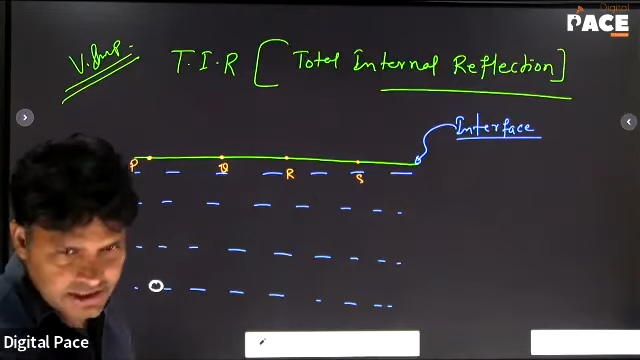 Digital
PACE
V. Imp.
T.I.R [Total Internal Reflection]
Interface
P Q R S
Digital Pace